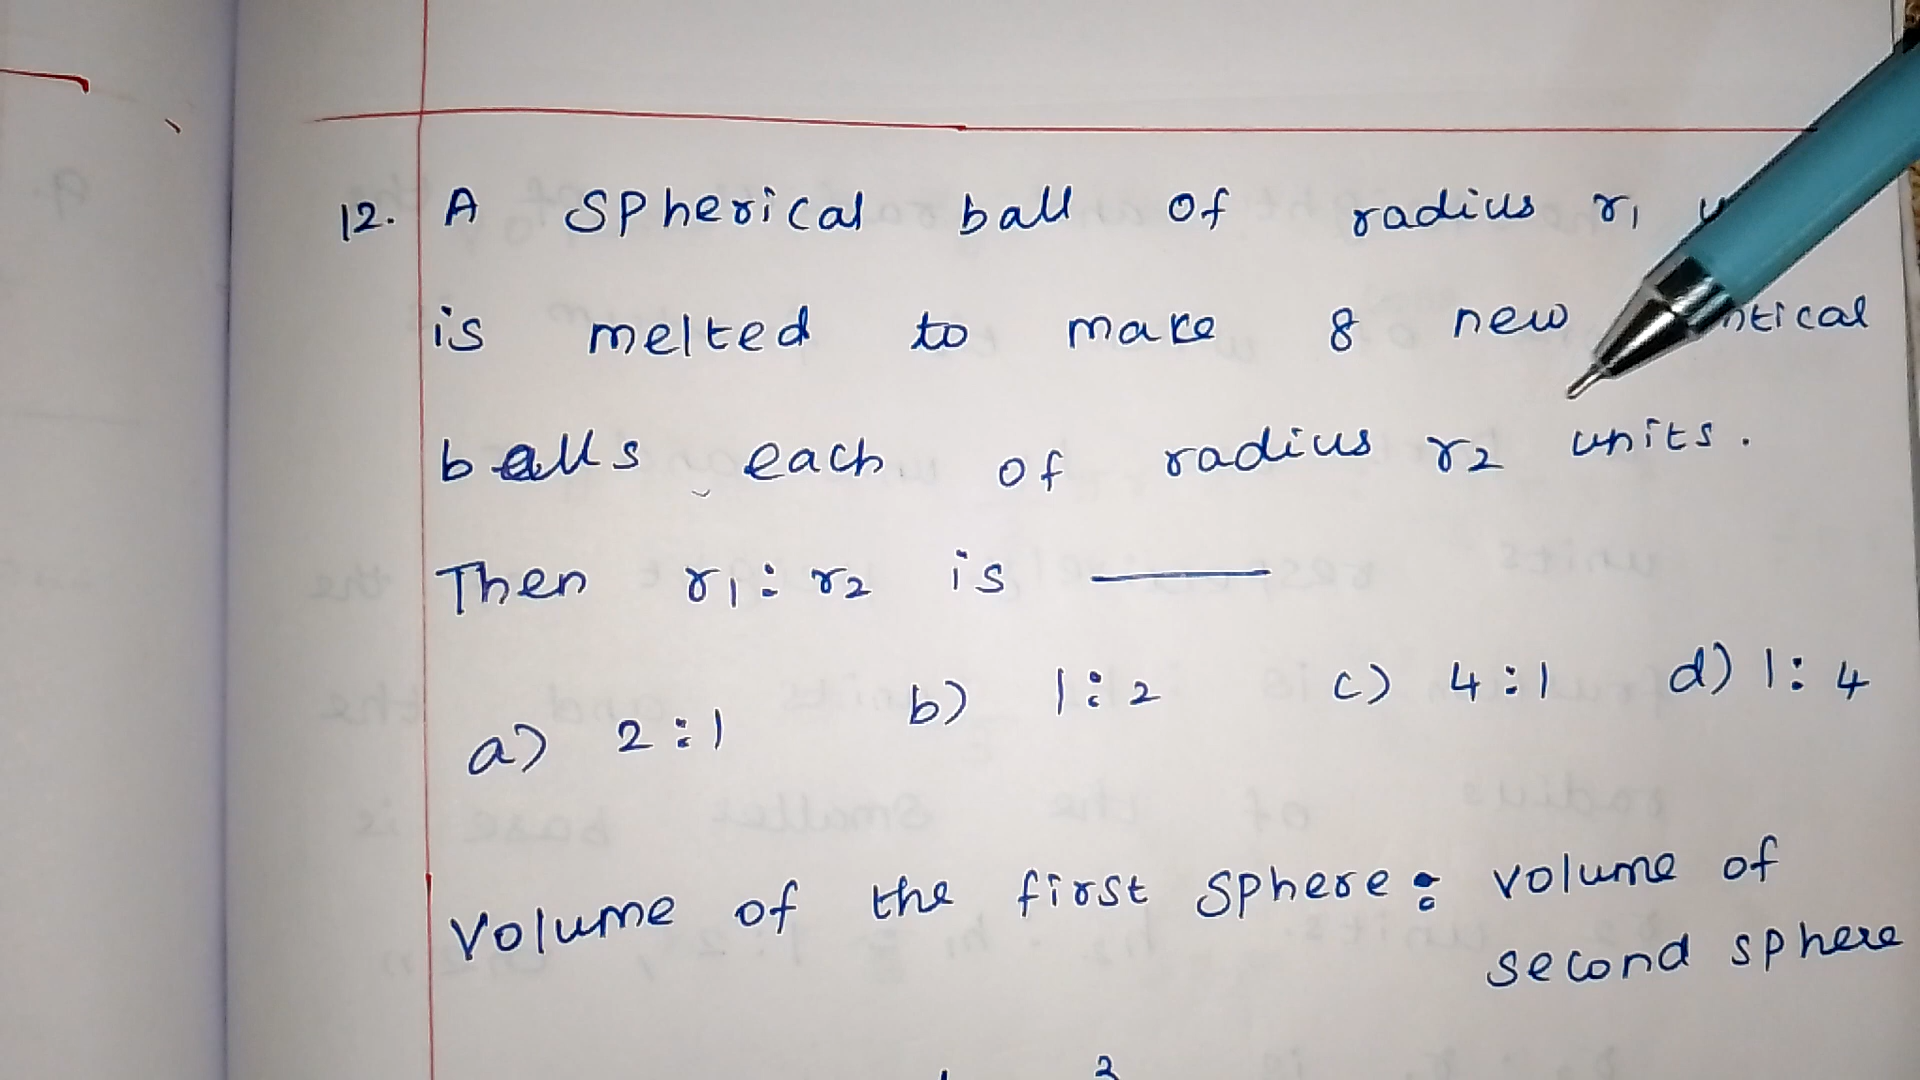 12. A Spherical ball of radius r1
is melted to make 8 new
balls each of radius r2 units.
Then r1 : r2 is ———
a) 2:1 b) 1:2 c) 4:1 d) 1:4
Volume of the first sphere : volume of
second sphere